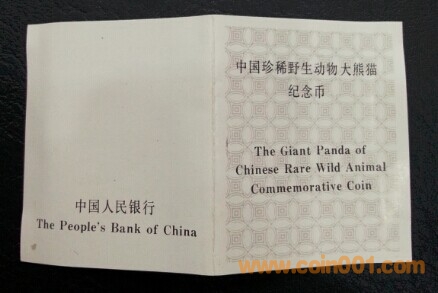 中国珍稀野生动物大熊猫
纪念币
The Giant Panda of
Chinese Rare Wild Animal
Commemorative Coin
中国人民银行
The People's Bank of China
www.coin001.com